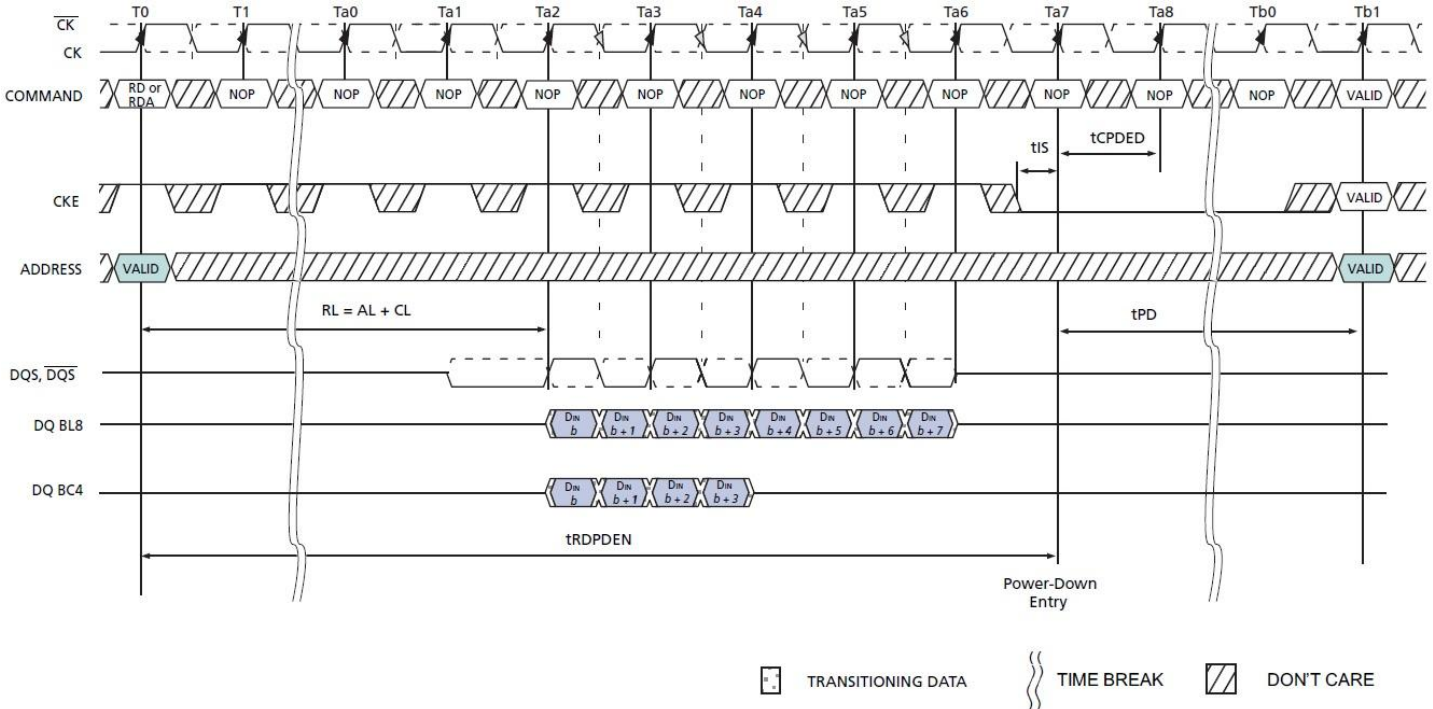 T0 T1 Ta0 Ta1 Ta2 Ta3 Ta4 Ta5 Ta6 Ta7 Ta8 Tb0 Tb1
CK
CK
COMMAND
RD or
RDA
NOP NOP NOP NOP NOP NOP NOP NOP NOP NOP NOP VALID
tIS
tCPDED
CKE
VALID
ADDRESS VALID VALID
RL = AL + CL
tPD
DQS, DQS
DQ BL8
DIN DIN DIN DIN DIN DIN DIN DIN
b b + 1 b + 2 b + 3 b + 4 b + 5 b + 6 b + 7
DQ BC4
DIN DIN DIN DIN
b b + 1 b + 2 b + 3
tRDPDEN
Power-Down
Entry
TRANSITIONING DATA TIME BREAK DON'T CARE